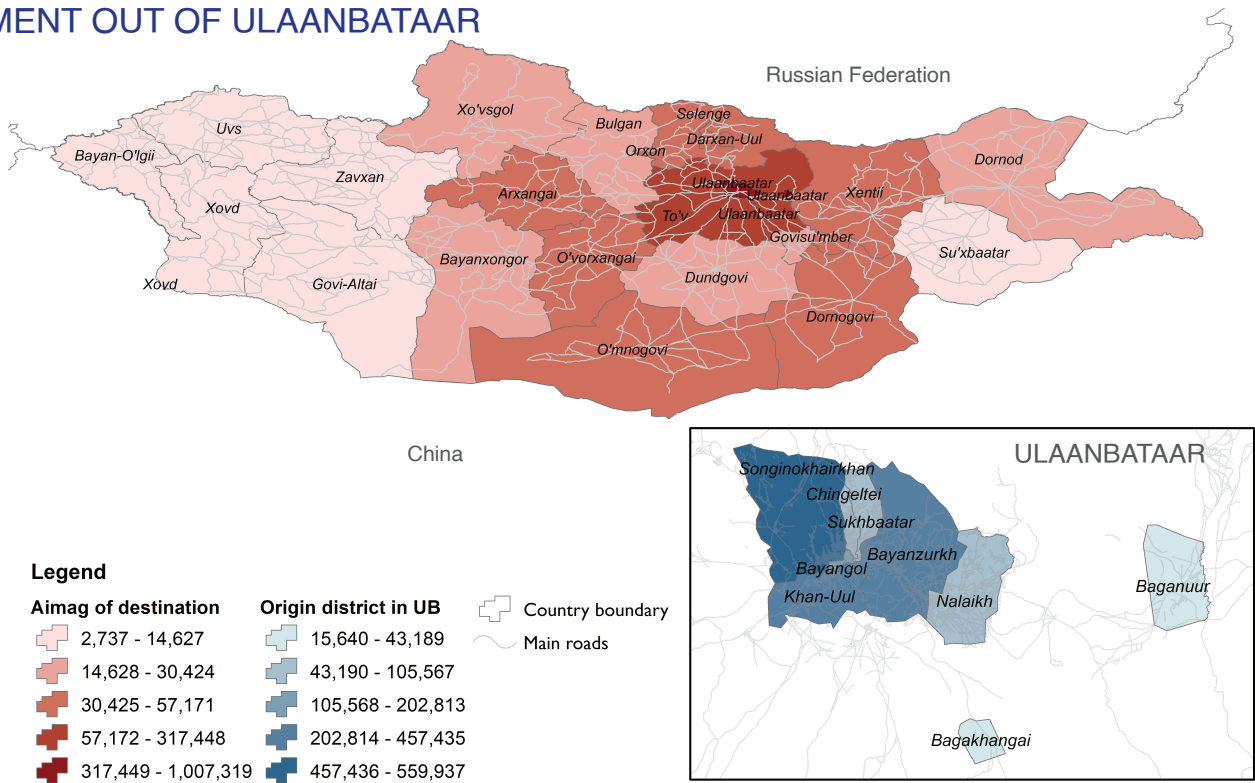 MENT OUT OF ULAANBATAAR
Russian Federation
Xo'vsgol
Bulgan
Selenge
Uvs
Darxan-Uul
Bayan-O'lgii
Orxon
Dornod
Zavxan
Arxangai
Ulaanbaatar
Ulaanbaatar
Xentii
Xovd
To'v
Ulaanbaatar
Govisu'mber
Bayanxongor
O'vorxangai
Su'xbaatar
Xovd
Govi-Altai
Dundgovi
Dornogovi
O'mnogovi
China
ULAANBATAAR
Songinokhairkhan
Chingeltei
Sukhbaatar
Bayanzurkh
Bayangol
Khan-Uul
Nalaikh
Baganuur
Bagakhangai
Legend
Aimag of destination
2,737 - 14,627
14,628 - 30,424
30,425 - 57,171
57,172 - 317,448
317,449 - 1,007,319
Origin district in UB
15,640 - 43,189
43,190 - 105,567
105,568 - 202,813
202,814 - 457,435
457,436 - 559,937
Country boundary
Main roads